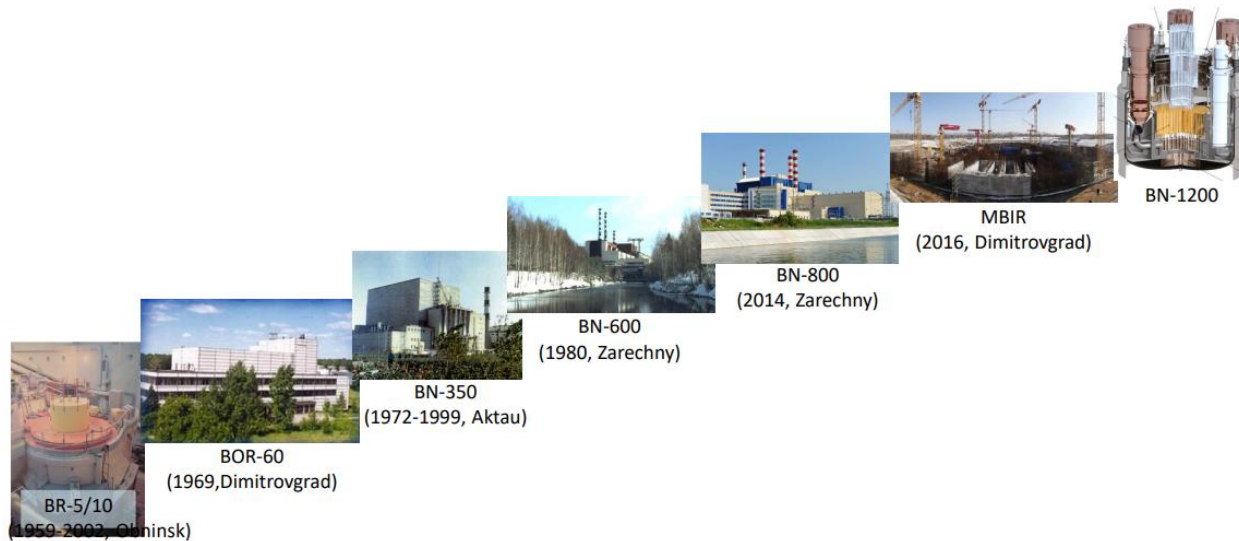 BR-5/10
(1959-2002, Obninsk)
BOR-60
(1969,Dimitrovgrad)
BN-350
(1972-1999, Aktau)
BN-600
(1980, Zarechny)
BN-800
(2014, Zarechny)
MBIR
(2016, Dimitrovgrad)
BN-1200